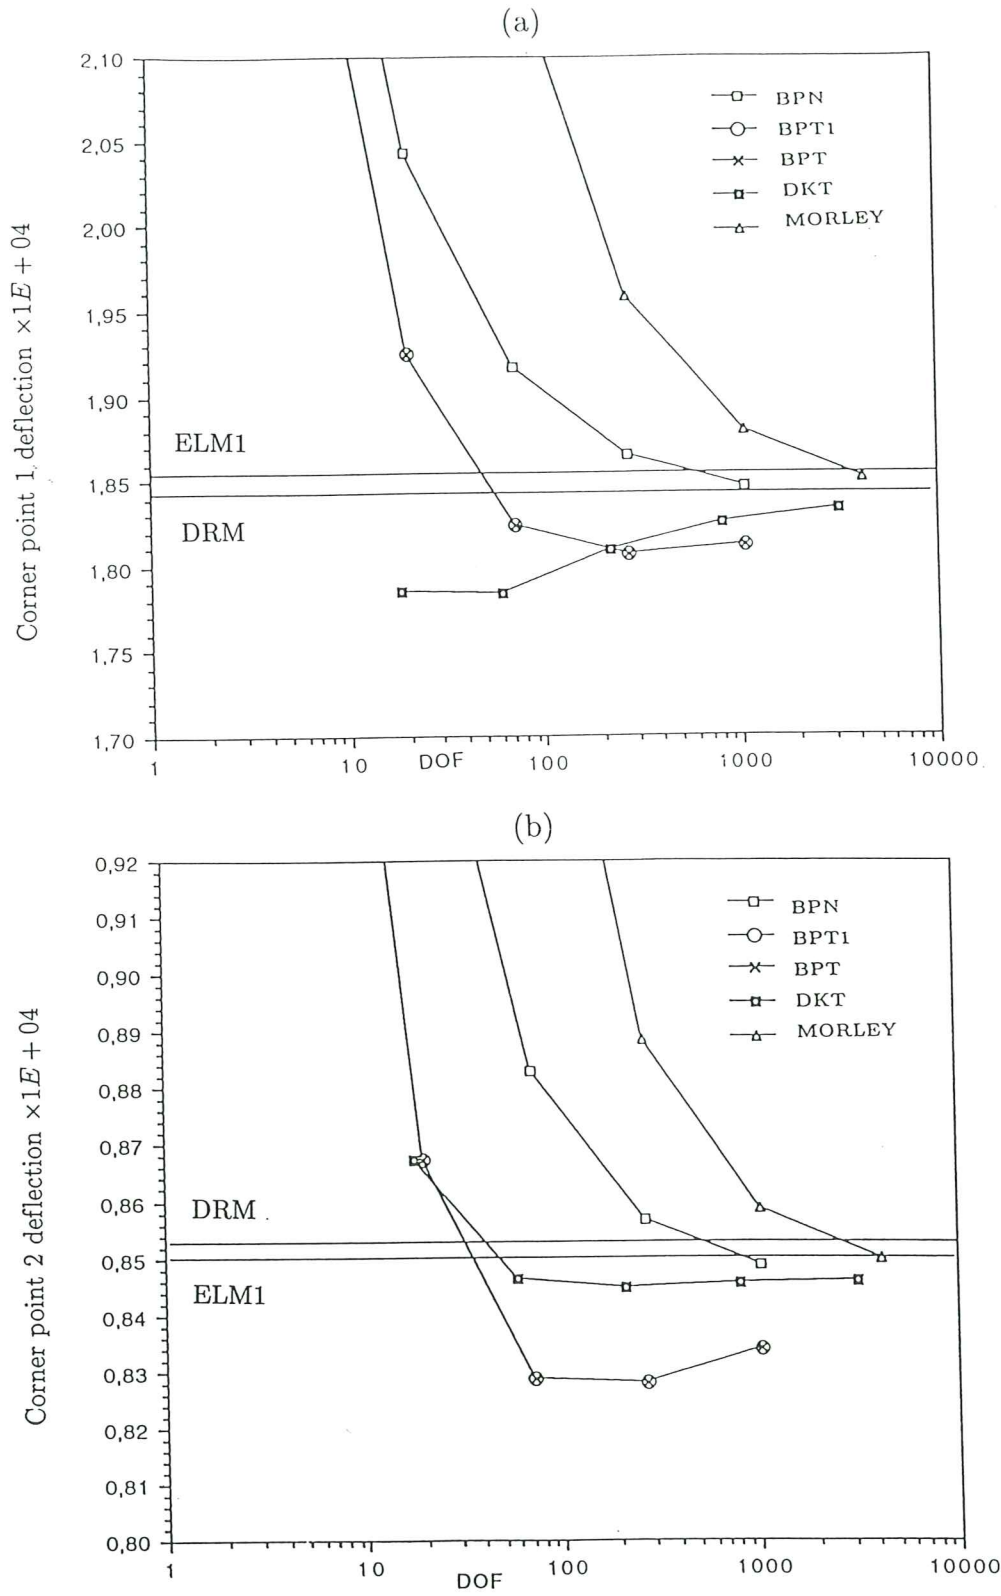 (a)
Corner point 1 deflection ×1E + 04
2,10
2,05
2,00
1,95
1,90
1,85
1,80
1,75
1,70
BPN
BPT1
BPT
DKT
MORLEY
ELM1
DRM
1 10 100 1000 10000
DOF
(b)
Corner point 2 deflection ×1E + 04
0,92
0,91
0,90
0,89
0,88
0,87
0,86
0,85
0,84
0,83
0,82
0,81
0,80
BPN
BPT1
BPT
DKT
MORLEY
DRM
ELM1
1 10 100 1000 10000
DOF